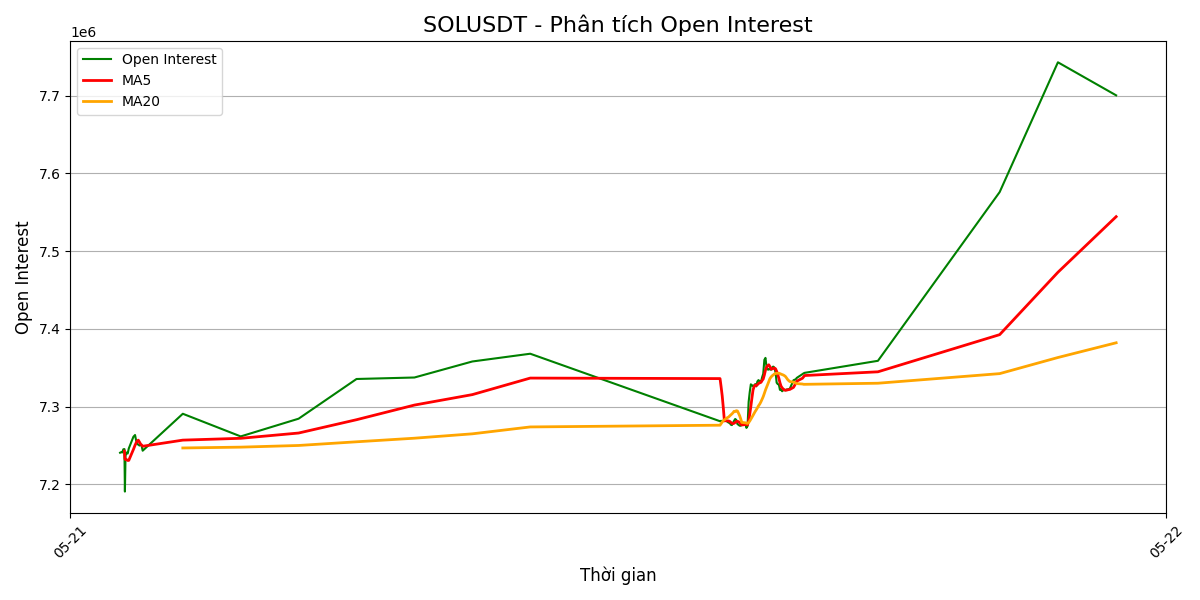 SOLUSDT - Phân tích Open Interest
1e6
Open Interest
MA5
MA20
7.7
7.6
7.5
7.4
7.3
7.2
Open Interest
05-21
05-22
Thời gian